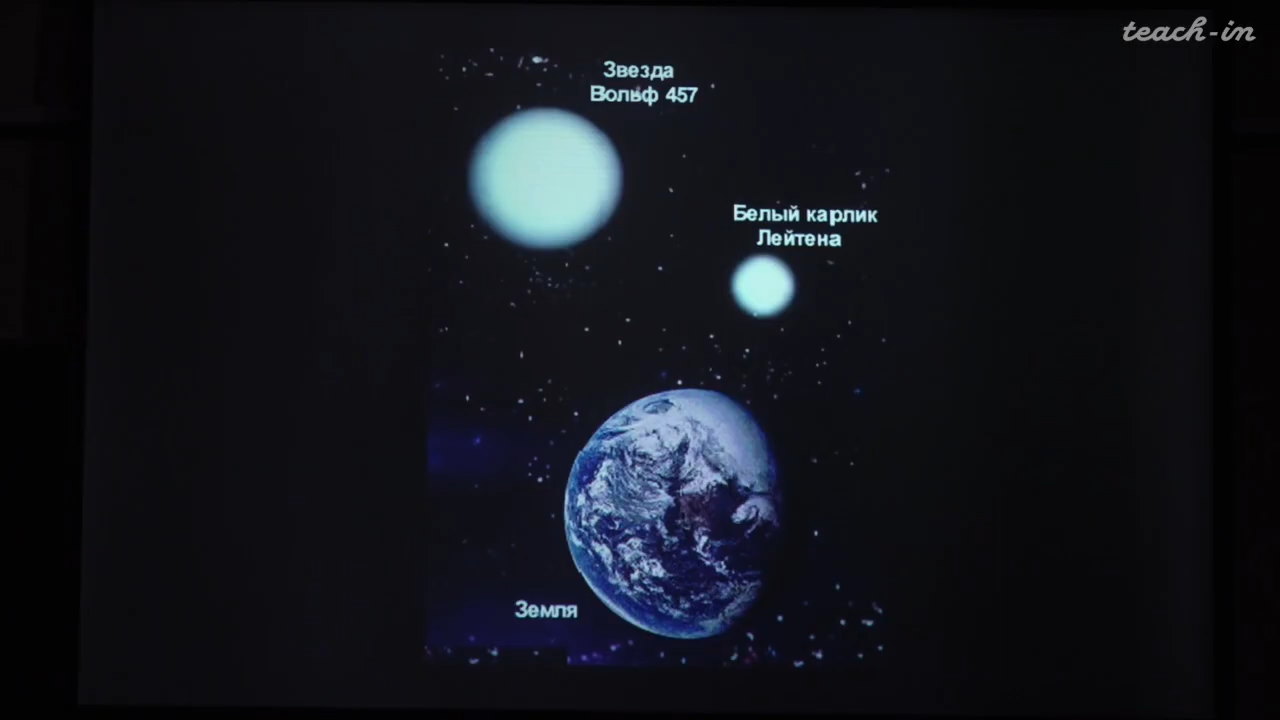 teach-in
Звезда
Вольф 457
Белый карлик
Лейтена
Земля